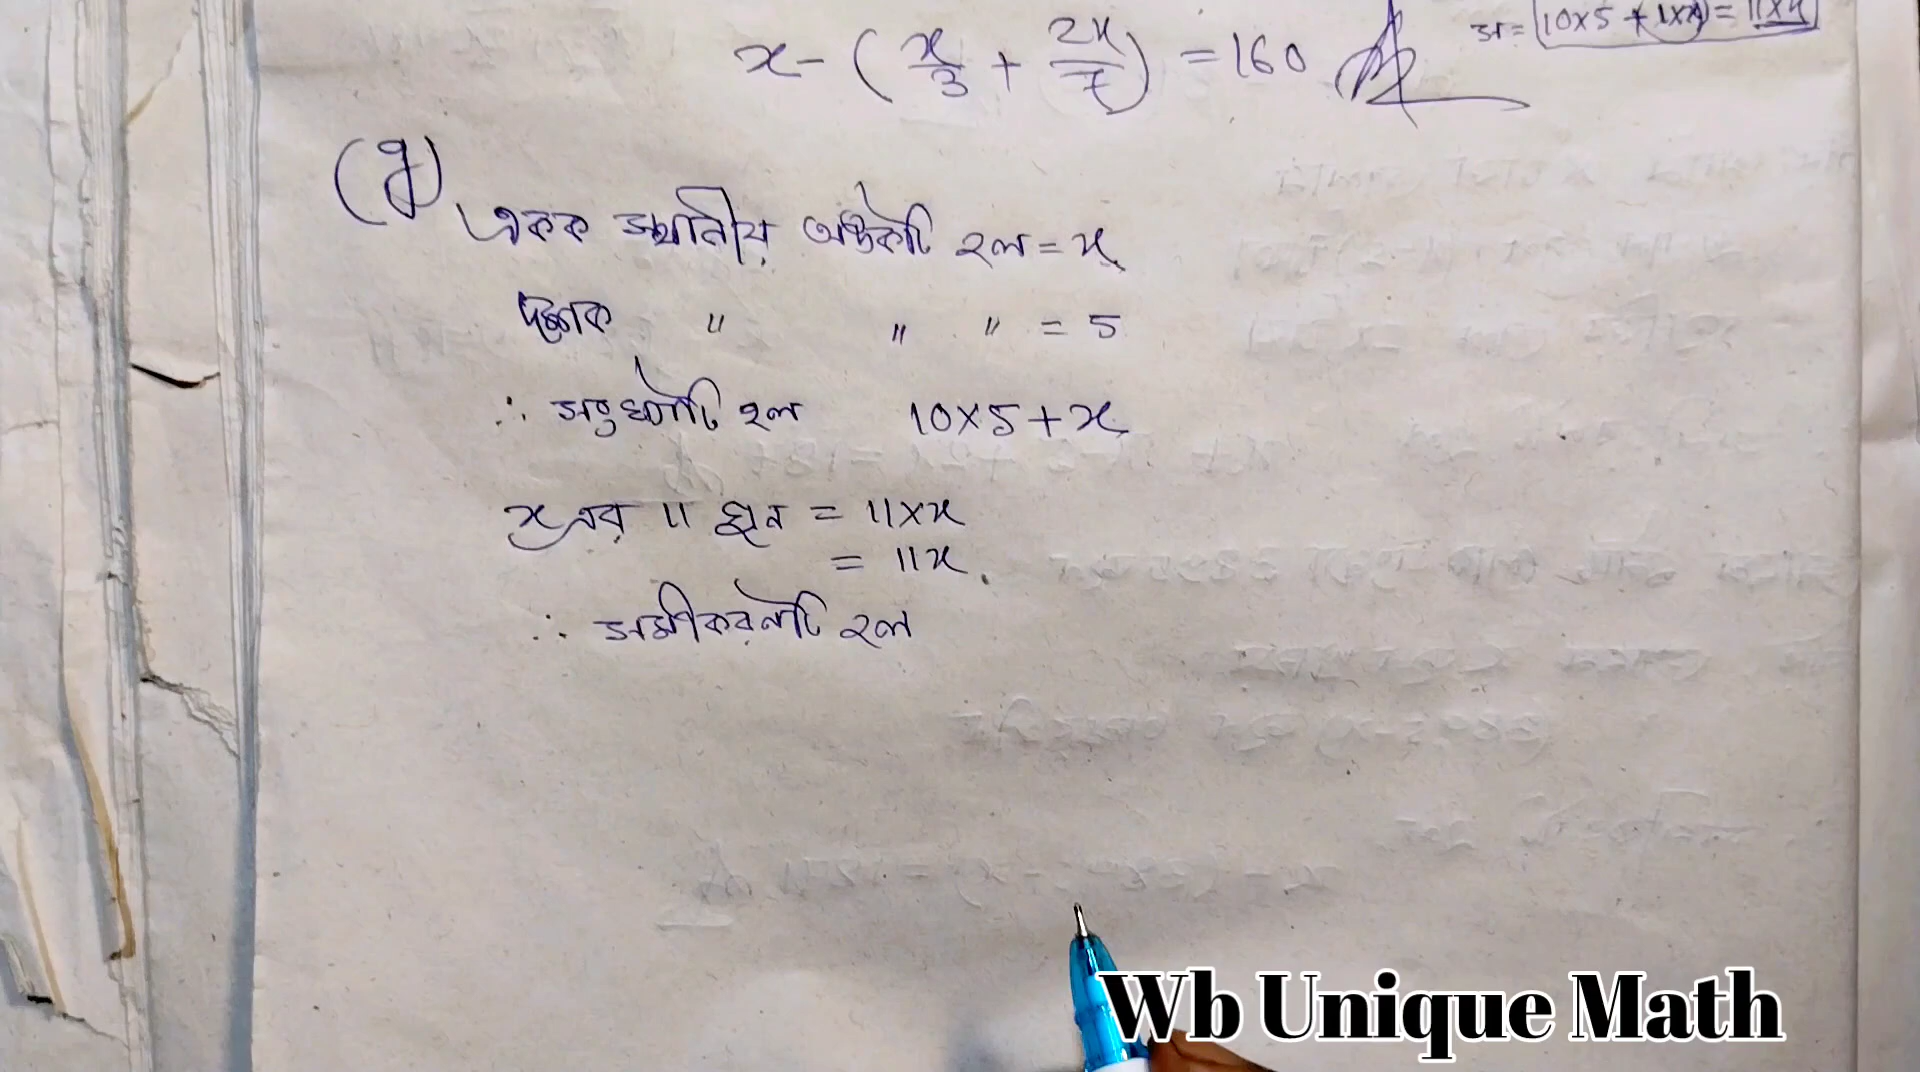 অ = 10×5 + 1×x = 11×x
x - ( x/3 + 2x/7 ) = 160
(g)
একক স্থানীয় অঙ্কটি হল = x
দশক " " " = 5
∴ সংখ্যাটি হল 10×5+x
x এর 11 গুন = 11×x
= 11x.
∴ সমীকরনটি হল
Wb Unique Math